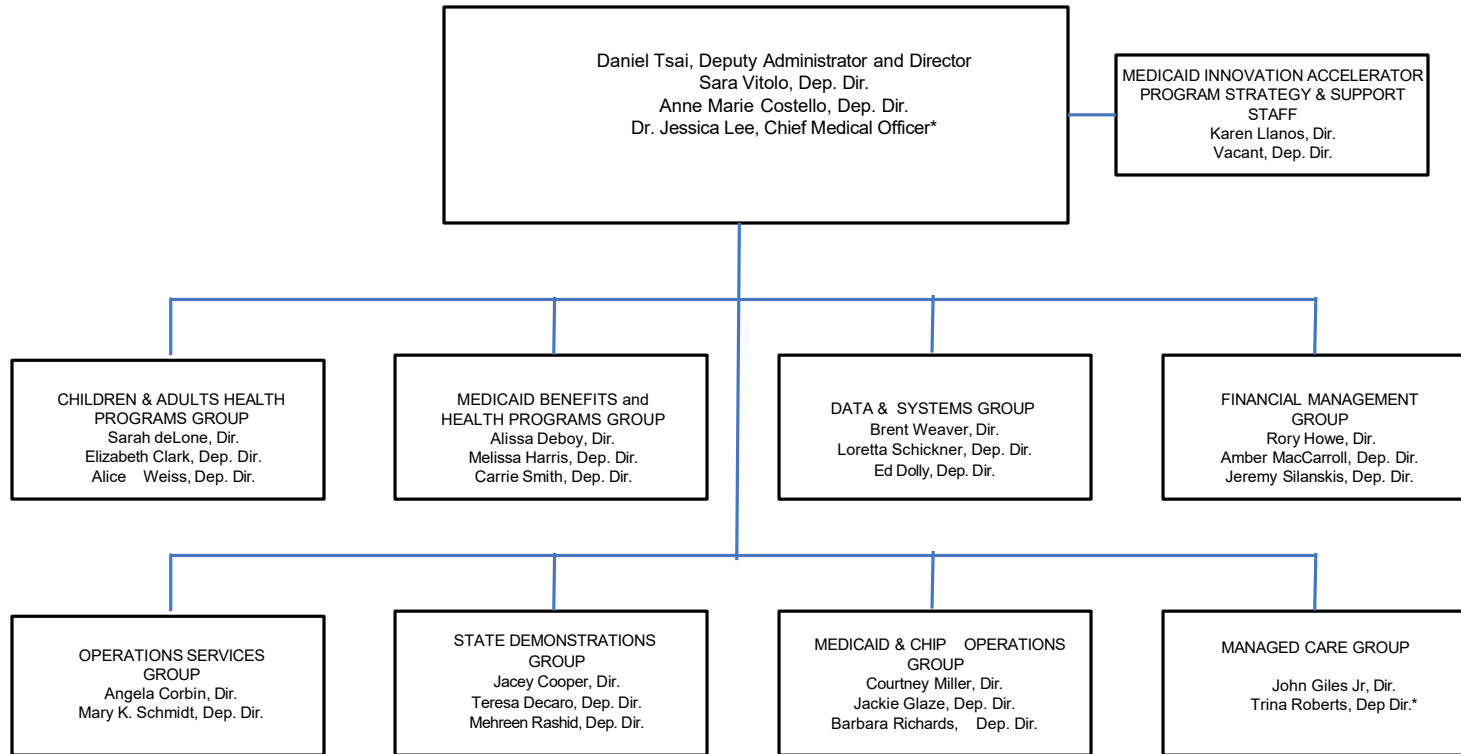 Daniel Tsai, Deputy Administrator and Director
Sara Vitolo, Dep. Dir.
Anne Marie Costello, Dep. Dir.
Dr. Jessica Lee, Chief Medical Officer*
MEDICAID INNOVATION ACCELERATOR
PROGRAM STRATEGY & SUPPORT
STAFF
Karen Llanos, Dir.
Vacant, Dep. Dir.
CHILDREN & ADULTS HEALTH
PROGRAMS GROUP
Sarah deLone, Dir.
Elizabeth Clark, Dep. Dir.
Alice Weiss, Dep. Dir.
MEDICAID BENEFITS and
HEALTH PROGRAMS GROUP
Alissa Deboy, Dir.
Melissa Harris, Dep. Dir.
Carrie Smith, Dep. Dir.
DATA & SYSTEMS GROUP
Brent Weaver, Dir.
Loretta Schickner, Dep. Dir.
Ed Dolly, Dep. Dir.
FINANCIAL MANAGEMENT
GROUP
Rory Howe, Dir.
Amber MacCarroll, Dep. Dir.
Jeremy Silanskis, Dep. Dir.
OPERATIONS SERVICES
GROUP
Angela Corbin, Dir.
Mary K. Schmidt, Dep. Dir.
STATE DEMONSTRATIONS
GROUP
Jacey Cooper, Dir.
Teresa Decaro, Dep. Dir.
Mehreen Rashid, Dep. Dir.
MEDICAID & CHIP OPERATIONS
GROUP
Courtney Miller, Dir.
Jackie Glaze, Dep. Dir.
Barbara Richards, Dep. Dir.
MANAGED CARE GROUP
John Giles Jr, Dir.
Trina Roberts, Dep Dir.*